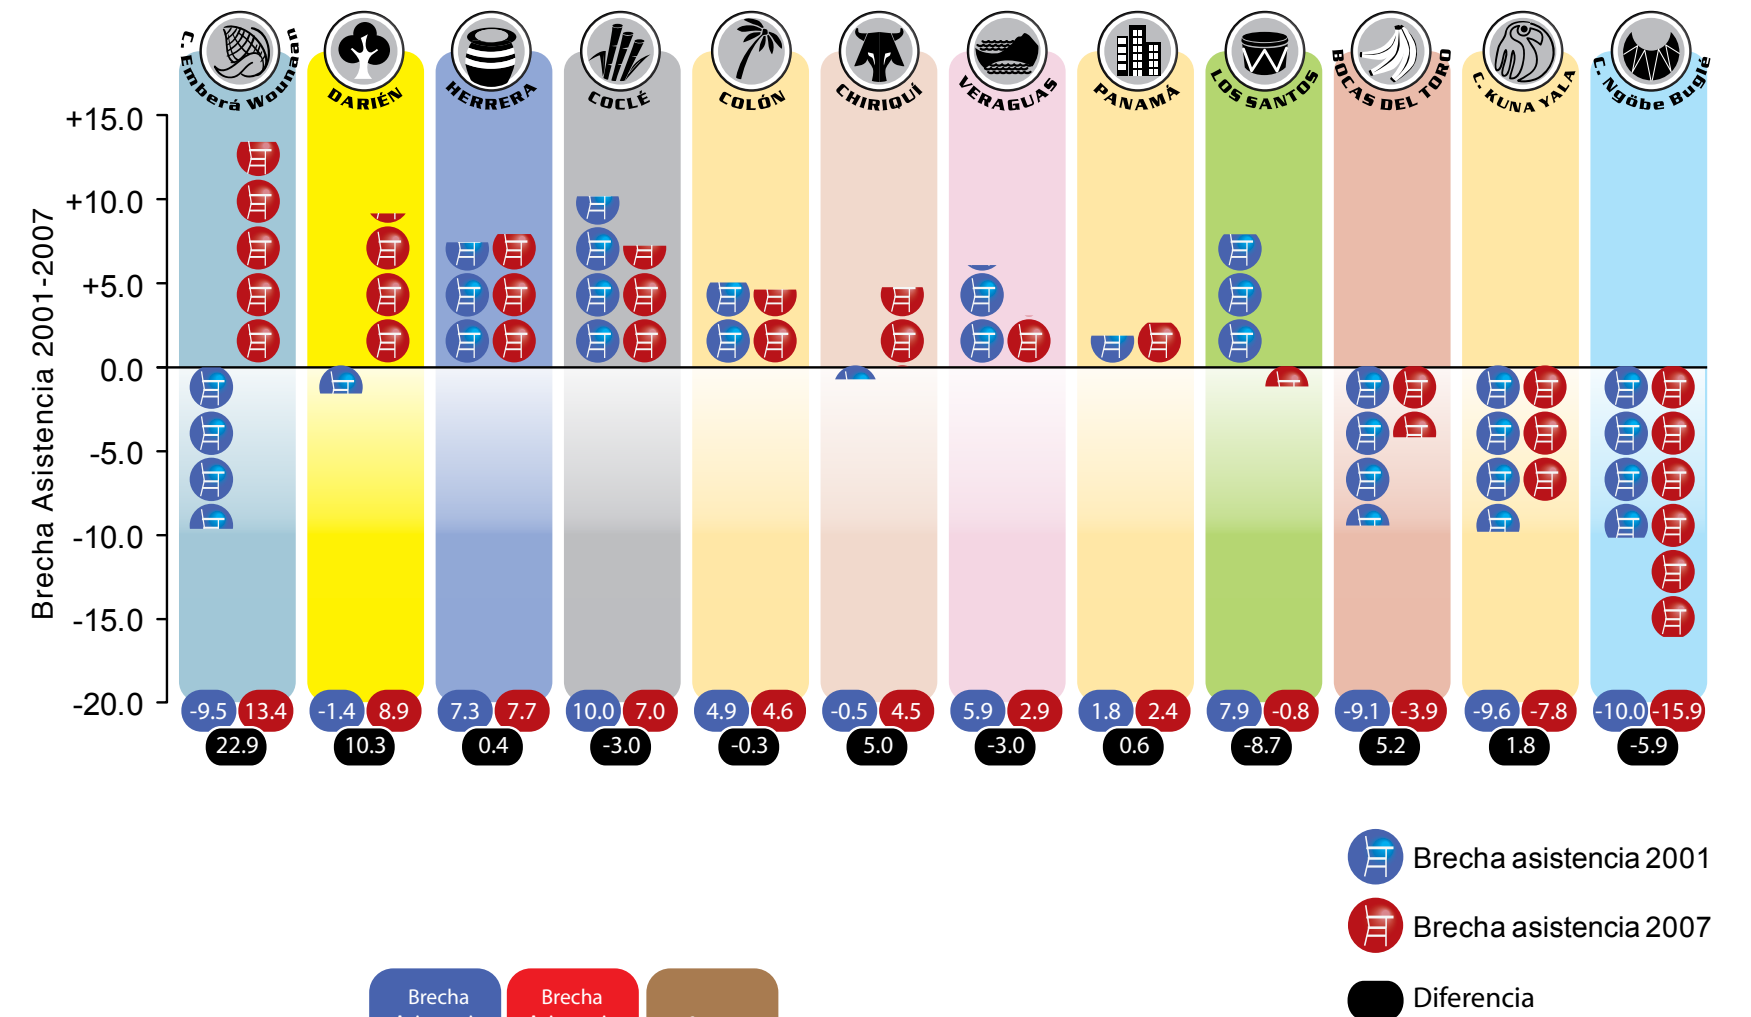 C. Emberá Wounaan
DARIÉN
HERRERA
COCLÉ
COLÓN
CHIRIQUÍ
VERAGUAS
PANAMÁ
LOS SANTOS
BOCAS DEL TORO
C. KUNA YALA
C. Ngöbe Buglé
Brecha Asistencia 2001-2007
+15.0
+10.0
+5.0
0.0
-5.0
-10.0
-15.0
-20.0
-9.5 13.4 -1.4 8.9 7.3 7.7 10.0 7.0 4.9 4.6 -0.5 4.5 5.9 2.9 1.8 2.4 7.9 -0.8 -9.1 -3.9 -9.6 -7.8 -10.0 -15.9
22.9 10.3 0.4 -3.0 -0.3 5.0 -3.0 0.6 -8.7 5.2 1.8 -5.9
Brecha asistencia 2001
Brecha asistencia 2007
Diferencia
Brecha Brecha